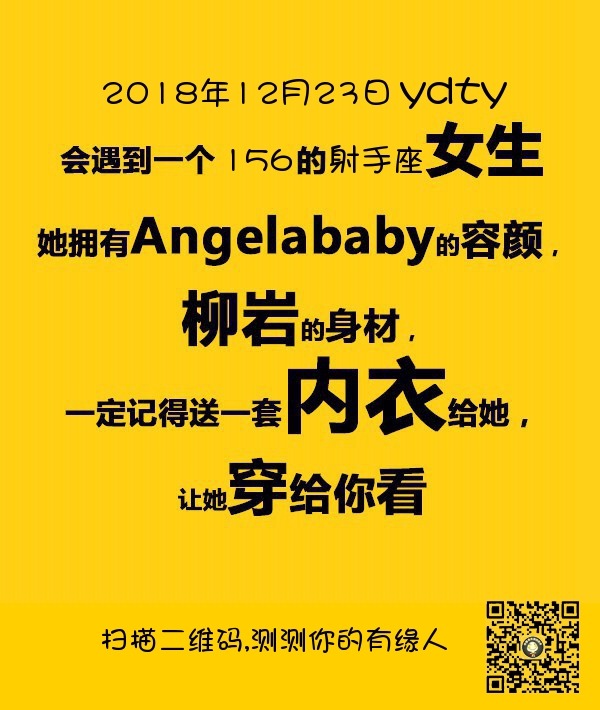 2018年12月23日 ydty
会遇到一个 156的射手座女生
她拥有Angelababy的容颜，
柳岩的身材，
一定记得送一套内衣给她，
让她穿给你看
扫描二维码,测测你的有缘人